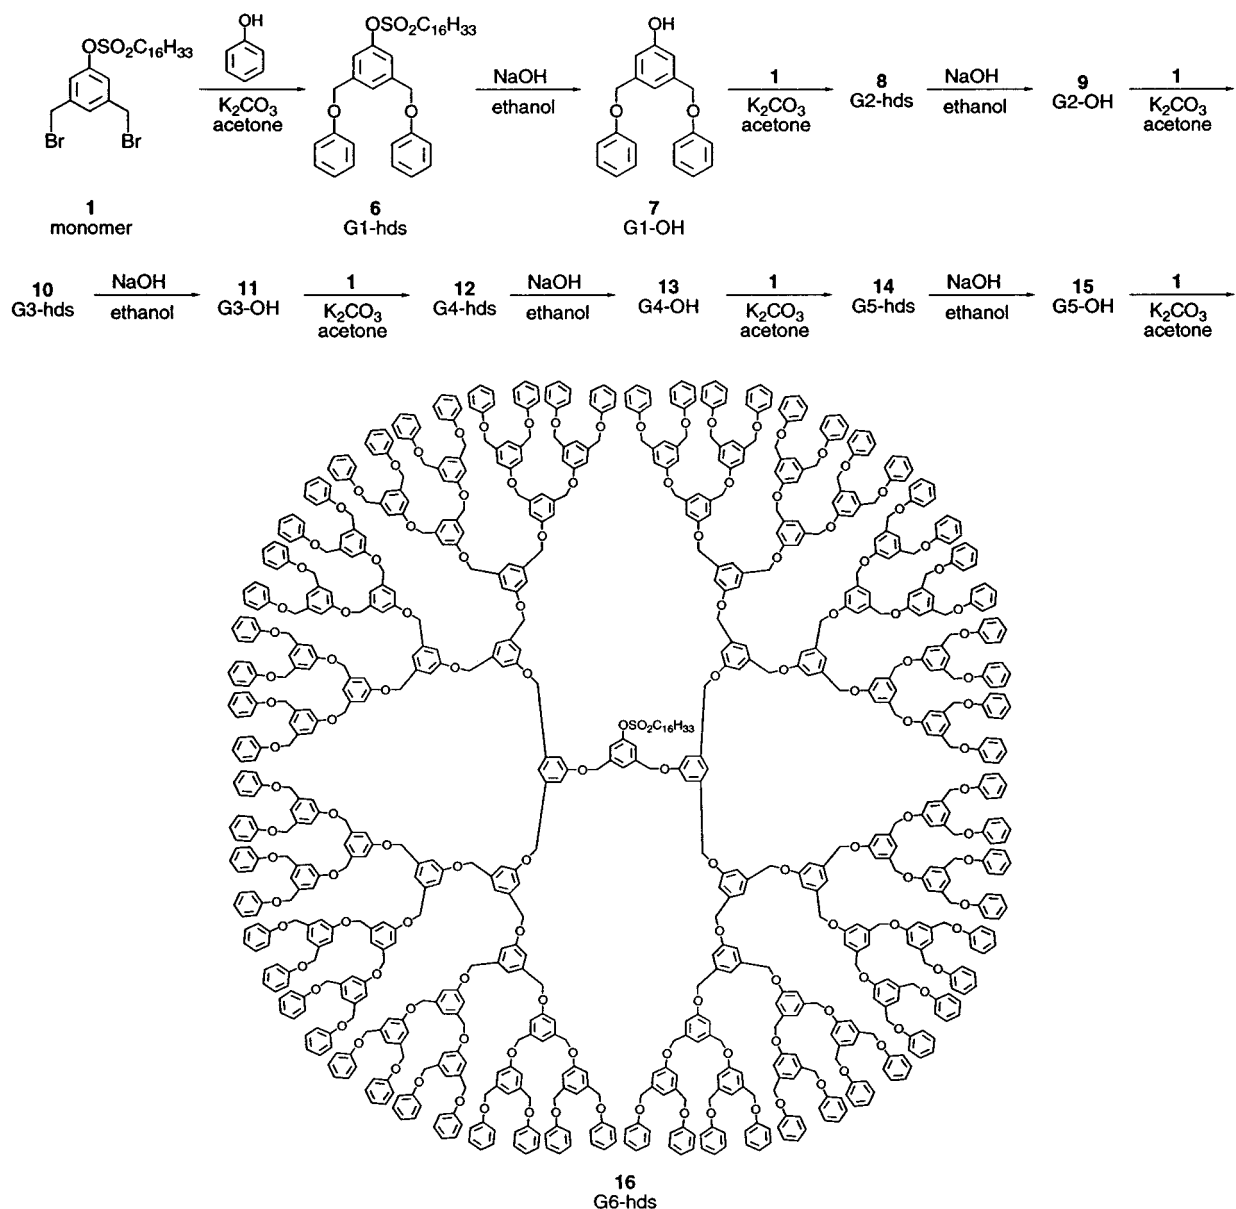 OH
OSO2C16H33
OSO2C16H33
OH
Br
Br
K2CO3
acetone
O
O
NaOH
ethanol
O
O
1
K2CO3
acetone
8
G2-hds
NaOH
ethanol
9
G2-OH
1
K2CO3
acetone
1
monomer
6
G1-hds
7
G1-OH
10
G3-hds
NaOH
ethanol
11
G3-OH
1
K2CO3
acetone
12
G4-hds
NaOH
ethanol
13
G4-OH
1
K2CO3
acetone
14
G5-hds
NaOH
ethanol
15
G5-OH
1
K2CO3
acetone
OSO2C16H33
16
G6-hds